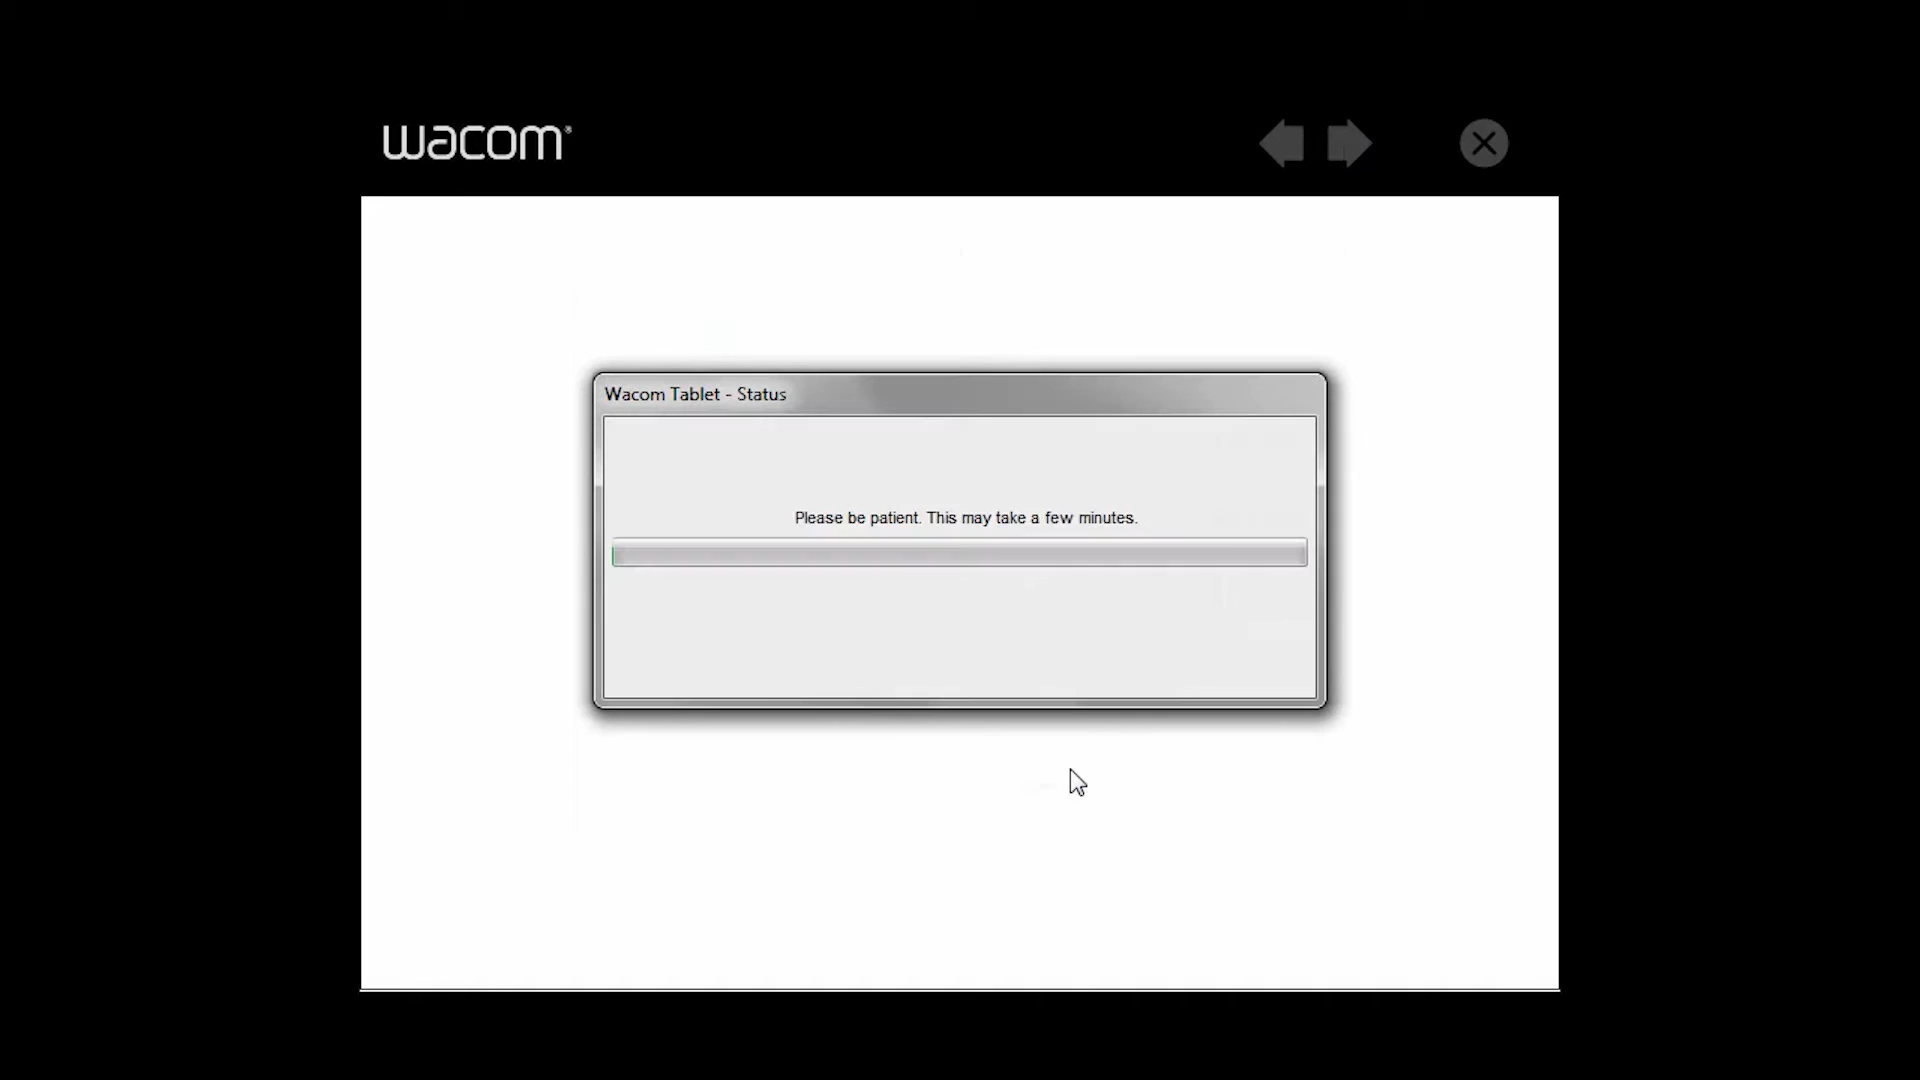 wacom®
Wacom Tablet - Status
Please be patient. This may take a few minutes.